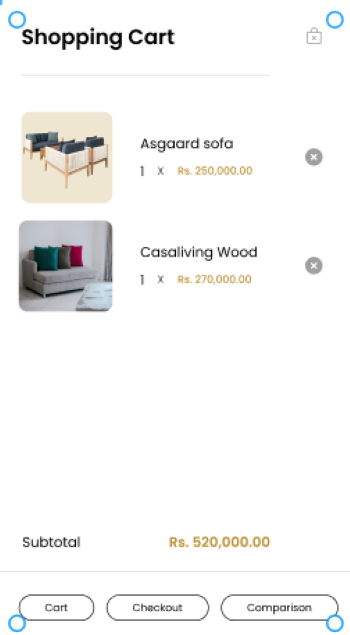 Shopping Cart
Asgaard sofa
1 X Rs. 250,000.00
Casaliving Wood
1 X Rs. 270,000.00
Subtotal Rs. 520,000.00
Cart Checkout Comparison